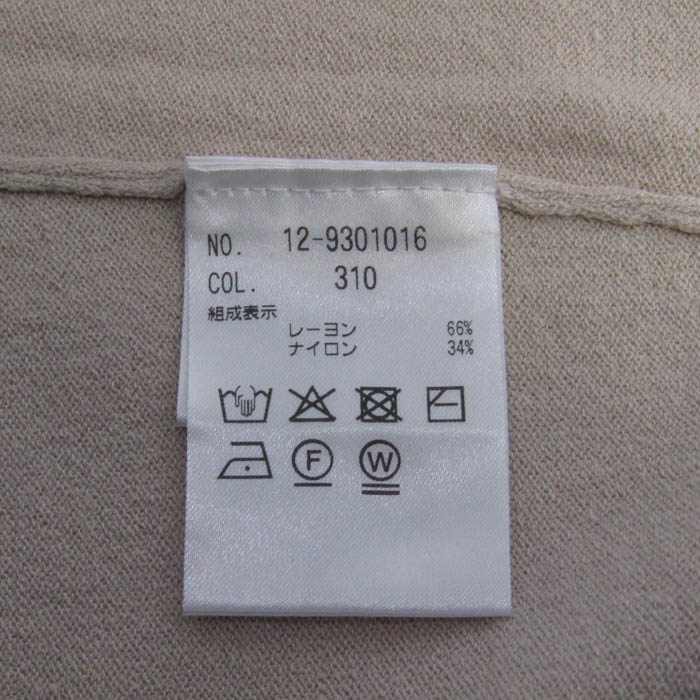 NO. 12-9301016
COL. 310
組成表示
レーヨン 66%
ナイロン 34%
F W